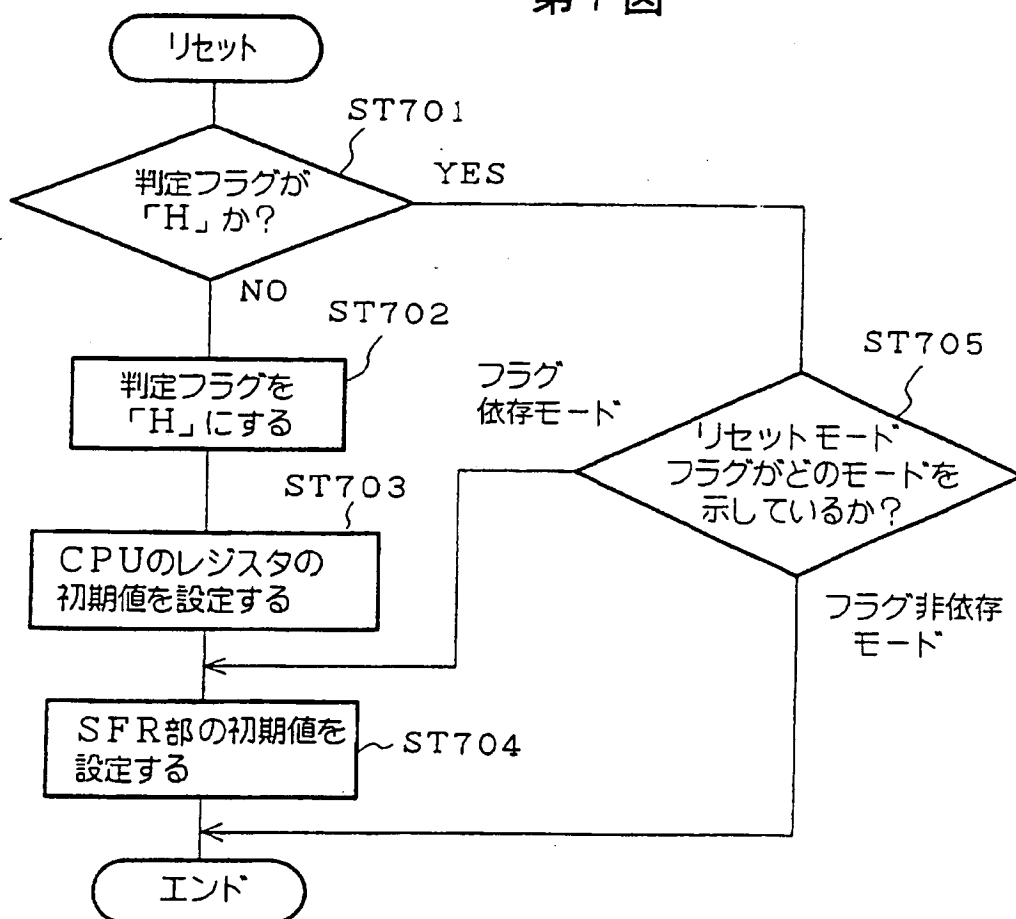 第7図
リセット
ST701
判定フラグが
「H」か?
YES
NO
ST702
判定フラグを
「H」にする
ST703
CPUのレジスタの
初期値を設定する
フラグ
依存モード
ST705
リセットモード
フラグがどのモードを
示しているか?
フラグ非依存
モード
SFR部の初期値を
設定する
ST704
エンド